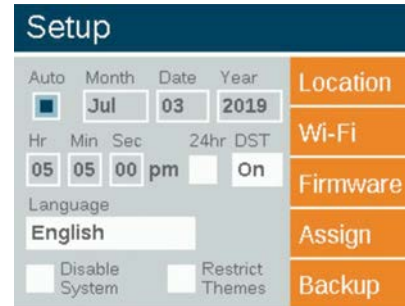 Setup
Auto Month Date Year
Jul 03 2019
Hr Min Sec 24hr DST
05 05 00 pm On
Language
English
Disable System
Restrict Themes
Location
Wi-Fi
Firmware
Assign
Backup